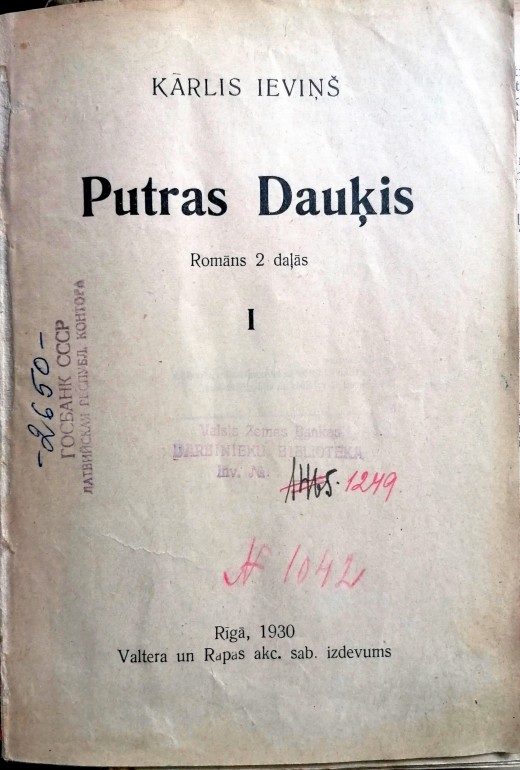 KĀRLIS IEVIŅŠ
Putras Dauķis
Romāns 2 daļās
I
-2650-
ГОСБАНК СССР
ЛАТВИЙСКАЯ РЕСПУБЛ. КОНТОРА
Valsts Zemes Bankas
DARBINIEKU BIBLIOTEKA
Inv. №
1249
№ 1042
Rīgā, 1930
Valtera un Rapas akc. sab. izdevums